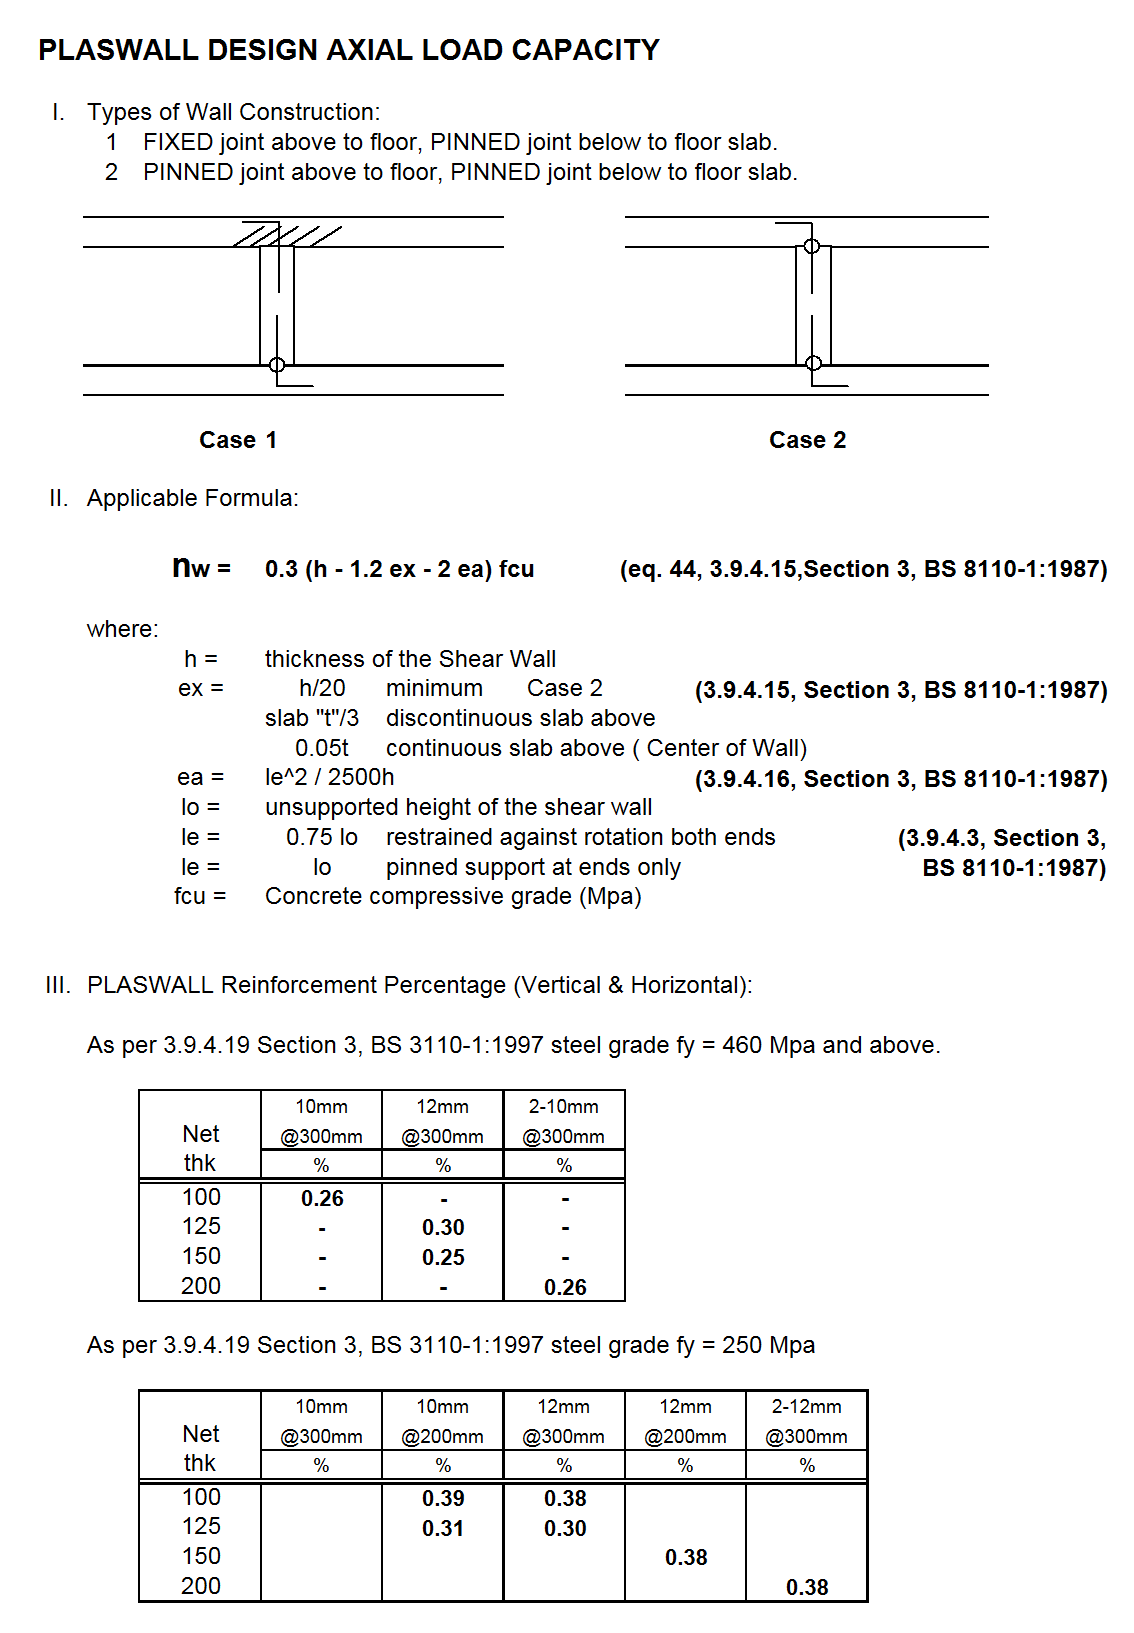 PLASWALL DESIGN AXIAL LOAD CAPACITY
I. Types of Wall Construction:
1 FIXED joint above to floor, PINNED joint below to floor slab.
2 PINNED joint above to floor, PINNED joint below to floor slab.
Case 1 Case 2
II. Applicable Formula:
nw = 0.3 (h - 1.2 ex - 2 ea) fcu (eq. 44, 3.9.4.15,Section 3, BS 8110-1:1987)
where:
h = thickness of the Shear Wall
ex = h/20 minimum Case 2 (3.9.4.15, Section 3, BS 8110-1:1987)
slab "t"/3 discontinuous slab above
0.05t continuous slab above ( Center of Wall)
ea = le^2 / 2500h (3.9.4.16, Section 3, BS 8110-1:1987)
lo = unsupported height of the shear wall
le = 0.75 lo restrained against rotation both ends (3.9.4.3, Section 3,
le = lo pinned support at ends only BS 8110-1:1987)
fcu = Concrete compressive grade (Mpa)
III. PLASWALL Reinforcement Percentage (Vertical & Horizontal):
As per 3.9.4.19 Section 3, BS 3110-1:1997 steel grade fy = 460 Mpa and above.
10mm 12mm 2-10mm
Net @300mm @300mm @300mm
thk % % %
100 0.26 - -
125 - 0.30 -
150 - 0.25 -
200 - - 0.26
As per 3.9.4.19 Section 3, BS 3110-1:1997 steel grade fy = 250 Mpa
10mm 10mm 12mm 12mm 2-12mm
Net @300mm @200mm @300mm @200mm @300mm
thk % % % % %
100 0.39 0.38
125 0.31 0.30
150 0.38
200 0.38